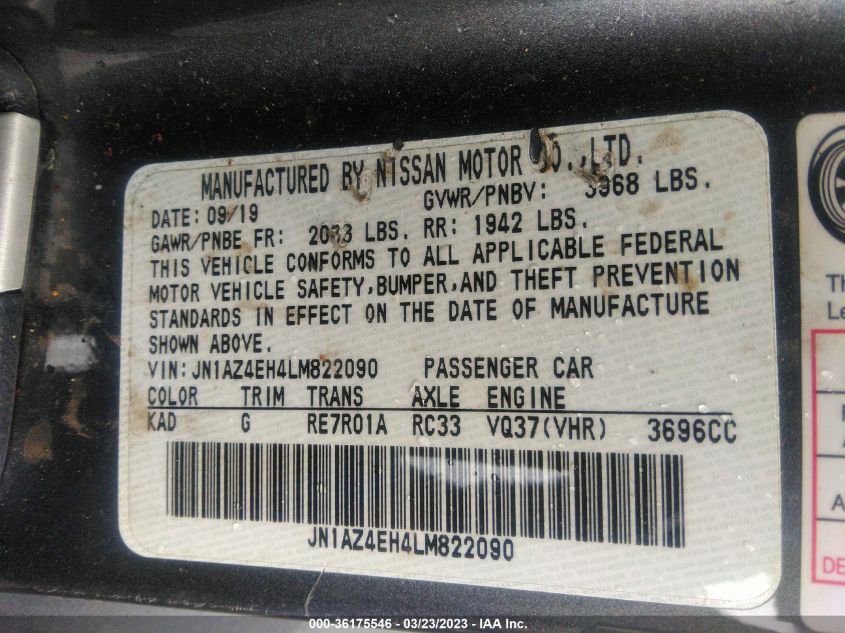 MANUFACTURED BY NISSAN MOTOR CO.,LTD.
DATE: 09/19 GVWR/PNBV: 3968 LBS.
GAWR/PNBE FR: LBS. RR: 1942 LBS.
THIS VEHICLE CONFORMS TO ALL APPLICABLE FEDERAL
MOTOR VEHICLE SAFETY,BUMPER,AND THEFT PREVENTION
STANDARDS IN EFFECT ON THE DATE OF MANUFACTURE
SHOWN ABOVE.
VIN:JN1AZ4EH4LM822090 PASSENGER CAR
COLOR TRIM TRANS AXLE ENGINE
KAD G RE7R01A RC33 VQ37(VHR) 3696CC
JN1AZ4EH4LM822090
Th
Le
A
DE
000-36175546 - 03/23/2023 - IAA Inc.